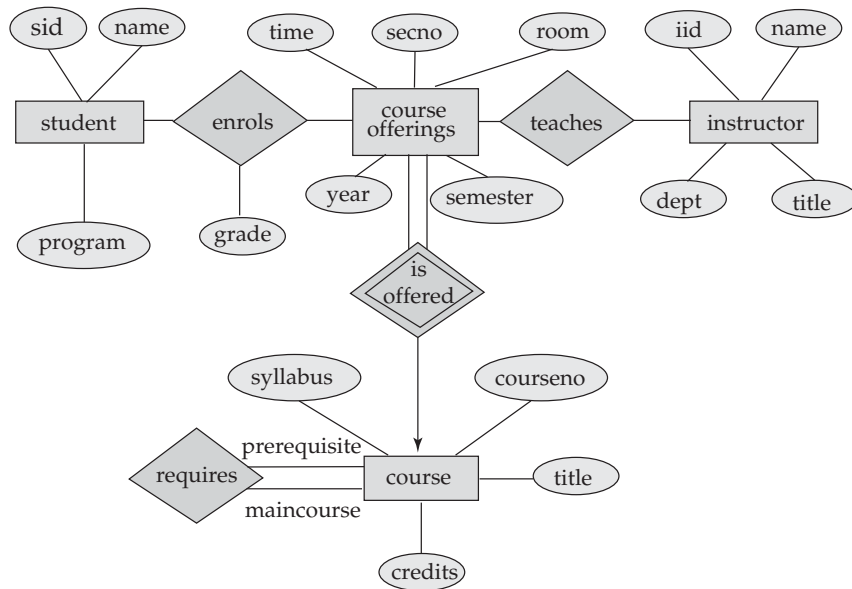 sid
name
time
secno
room
iid
name
student
enrols
course
offerings
teaches
instructor
program
grade
year
semester
dept
title
is
offered
syllabus
courseno
requires
prerequisite
maincourse
course
title
credits